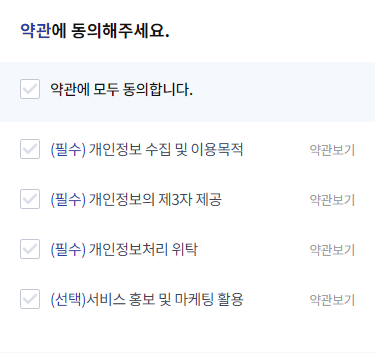 약관에 동의해주세요.
약관에 모두 동의합니다.
(필수) 개인정보 수집 및 이용목적 약관보기
(필수) 개인정보의 제3자 제공 약관보기
(필수) 개인정보처리 위탁 약관보기
(선택)서비스 홍보 및 마케팅 활용 약관보기